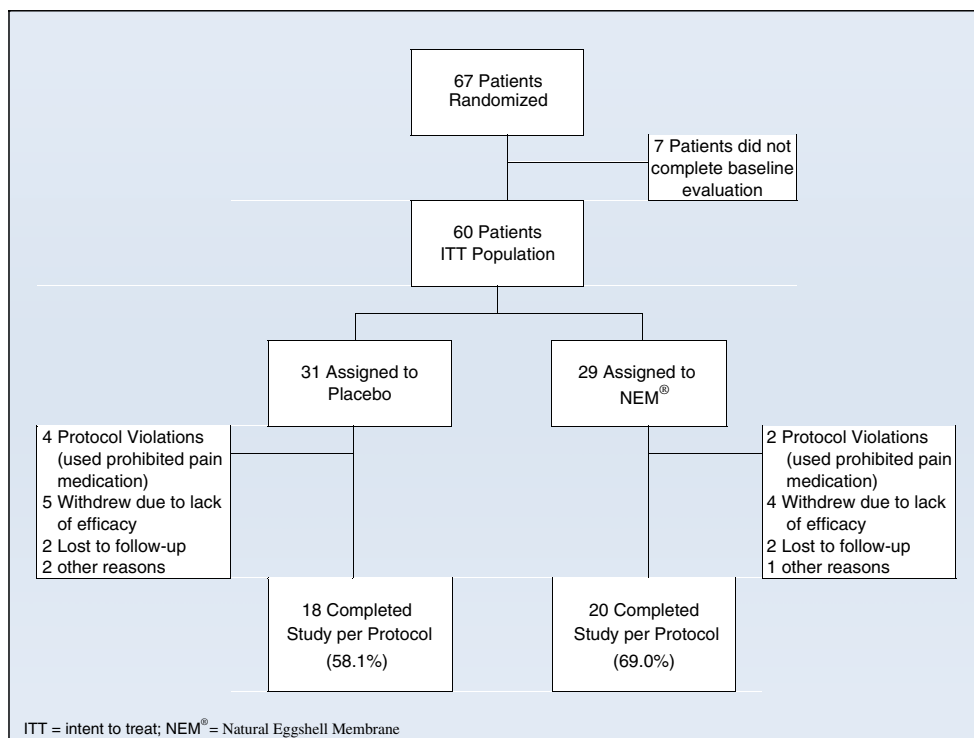 67 Patients
Randomized
7 Patients did not
complete baseline
evaluation
60 Patients
ITT Population
31 Assigned to
Placebo
29 Assigned to
NEM®
4 Protocol Violations
(used prohibited pain
medication)
5 Withdrew due to lack
of efficacy
2 Lost to follow-up
2 other reasons
2 Protocol Violations
(used prohibited pain
medication)
4 Withdrew due to lack
of efficacy
2 Lost to follow-up
1 other reasons
18 Completed
Study per Protocol
(58.1%)
20 Completed
Study per Protocol
(69.0%)
ITT = intent to treat; NEM®= Natural Eggshell Membrane